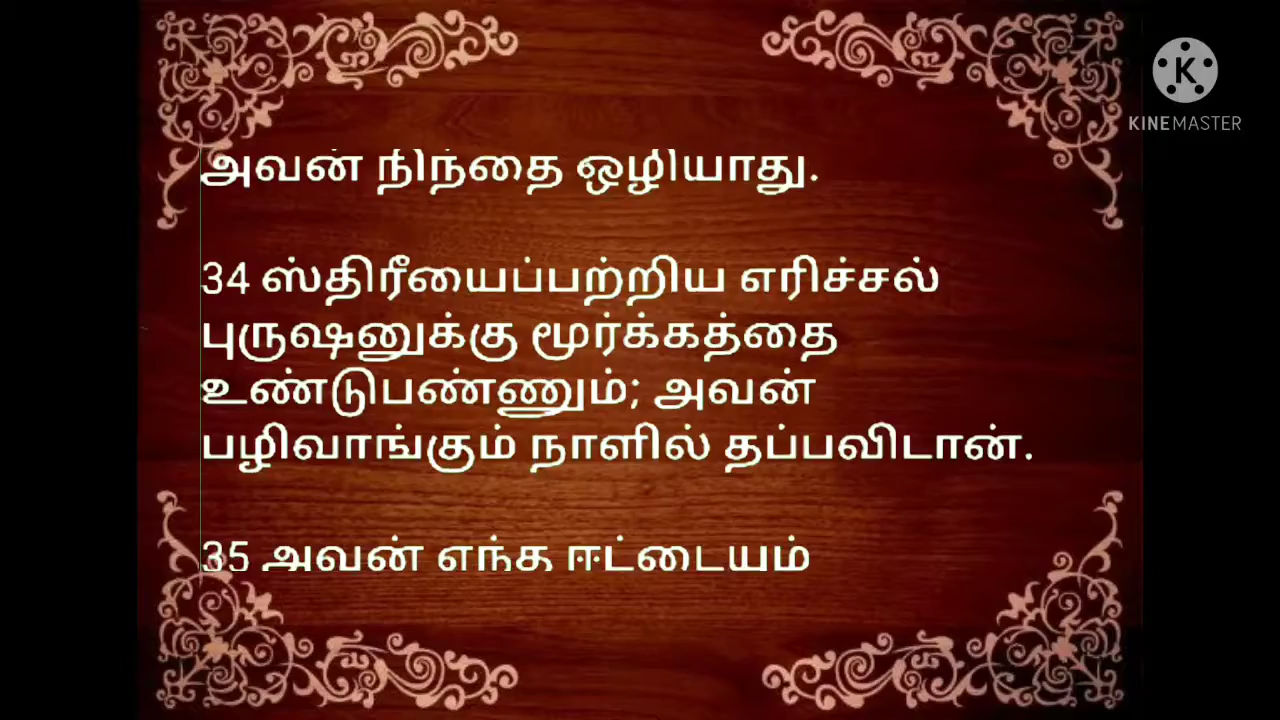 அவன் நிந்தை ஒழியாது.
34 ஸ்திரீயைப்பற்றிய எரிச்சல்
புருஷனுக்கு மூர்க்கத்தை
உண்டுபண்ணும்; அவன்
பழிவாங்கும் நாளில் தப்பவிடான்.
35 அவன் எந்த ஈட்டையும்
KINEMASTER